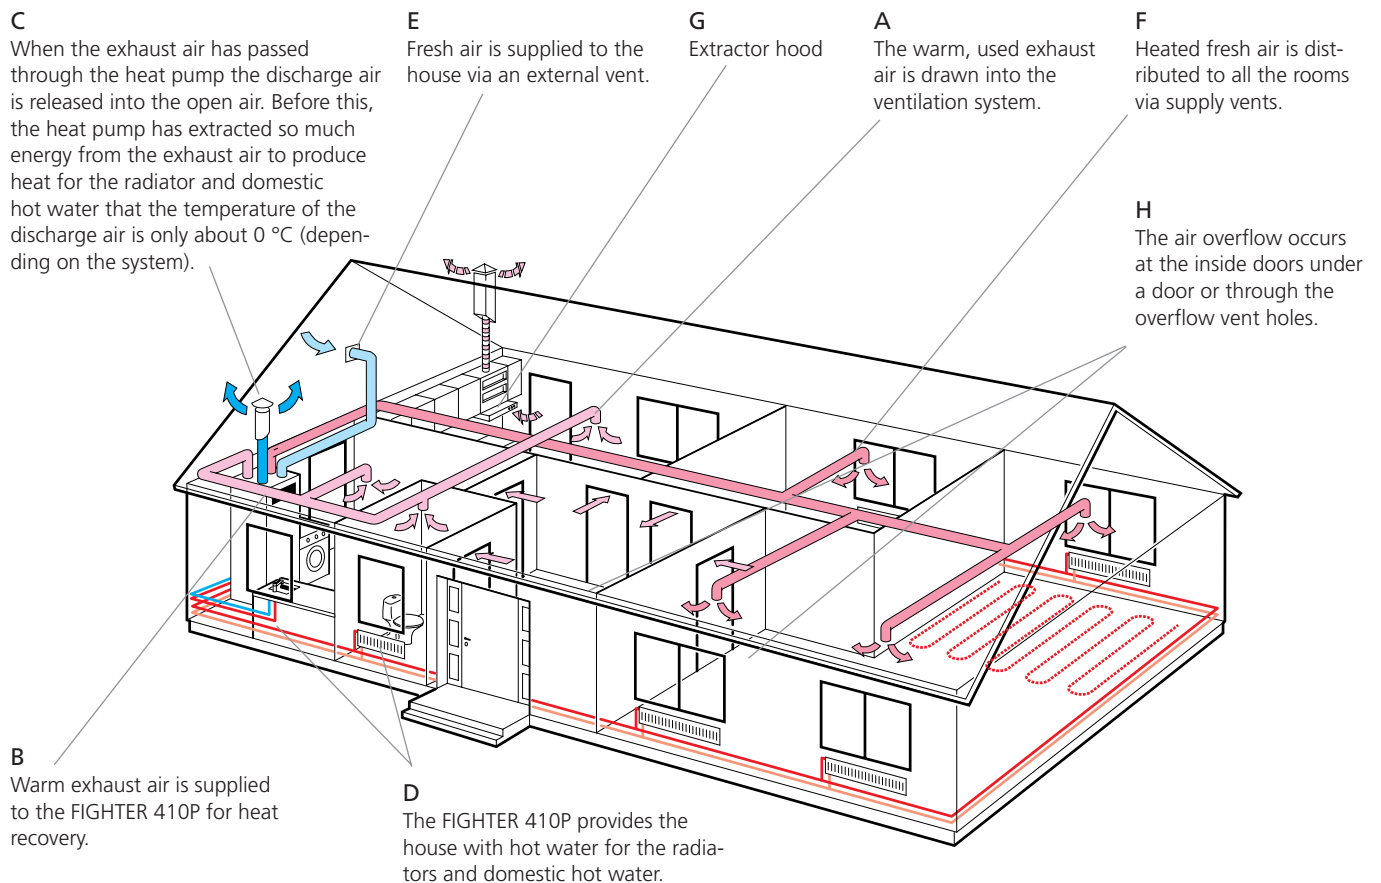 C
When the exhaust air has passed
through the heat pump the discharge air
is released into the open air. Before this,
the heat pump has extracted so much
energy from the exhaust air to produce
heat for the radiator and domestic
hot water that the temperature of the
discharge air is only about 0 °C (depen-
ding on the system).
E
Fresh air is supplied to the
house via an external vent.
G
Extractor hood
A
The warm, used exhaust
air is drawn into the
ventilation system.
F
Heated fresh air is dist-
ributed to all the rooms
via supply vents.
H
The air overflow occurs
at the inside doors under
a door or through the
overflow vent holes.
B
Warm exhaust air is supplied
to the FIGHTER 410P for heat
recovery.
D
The FIGHTER 410P provides the
house with hot water for the radia-
tors and domestic hot water.